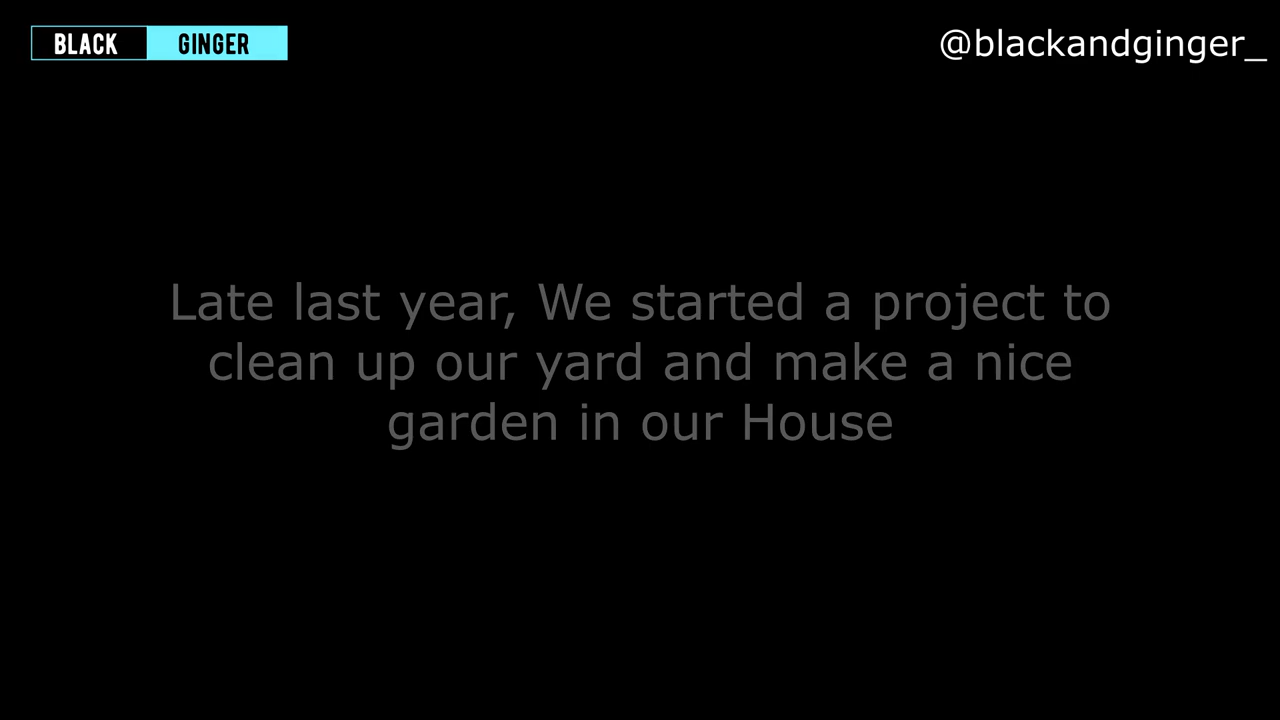 BLACK GINGER
@blackandginger_
Late last year, We started a project to
clean up our yard and make a nice
garden in our House